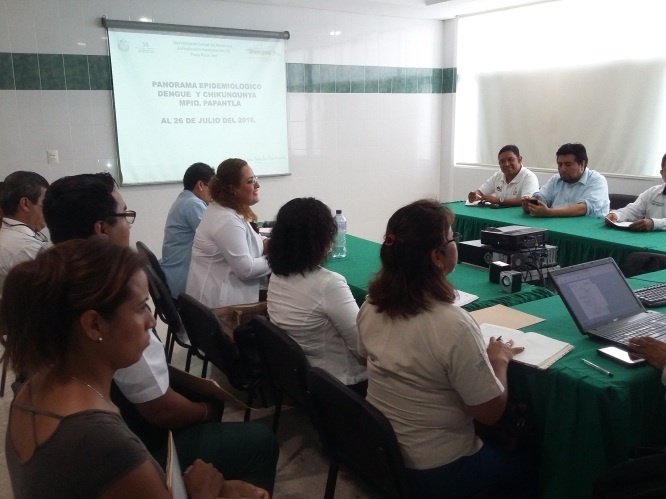 PANORAMA EPIDEMIOLOGICO
DENGUE Y CHIKUNGUNYA
MPIO. PAPANTLA
AL 26 DE JULIO DEL 2016.